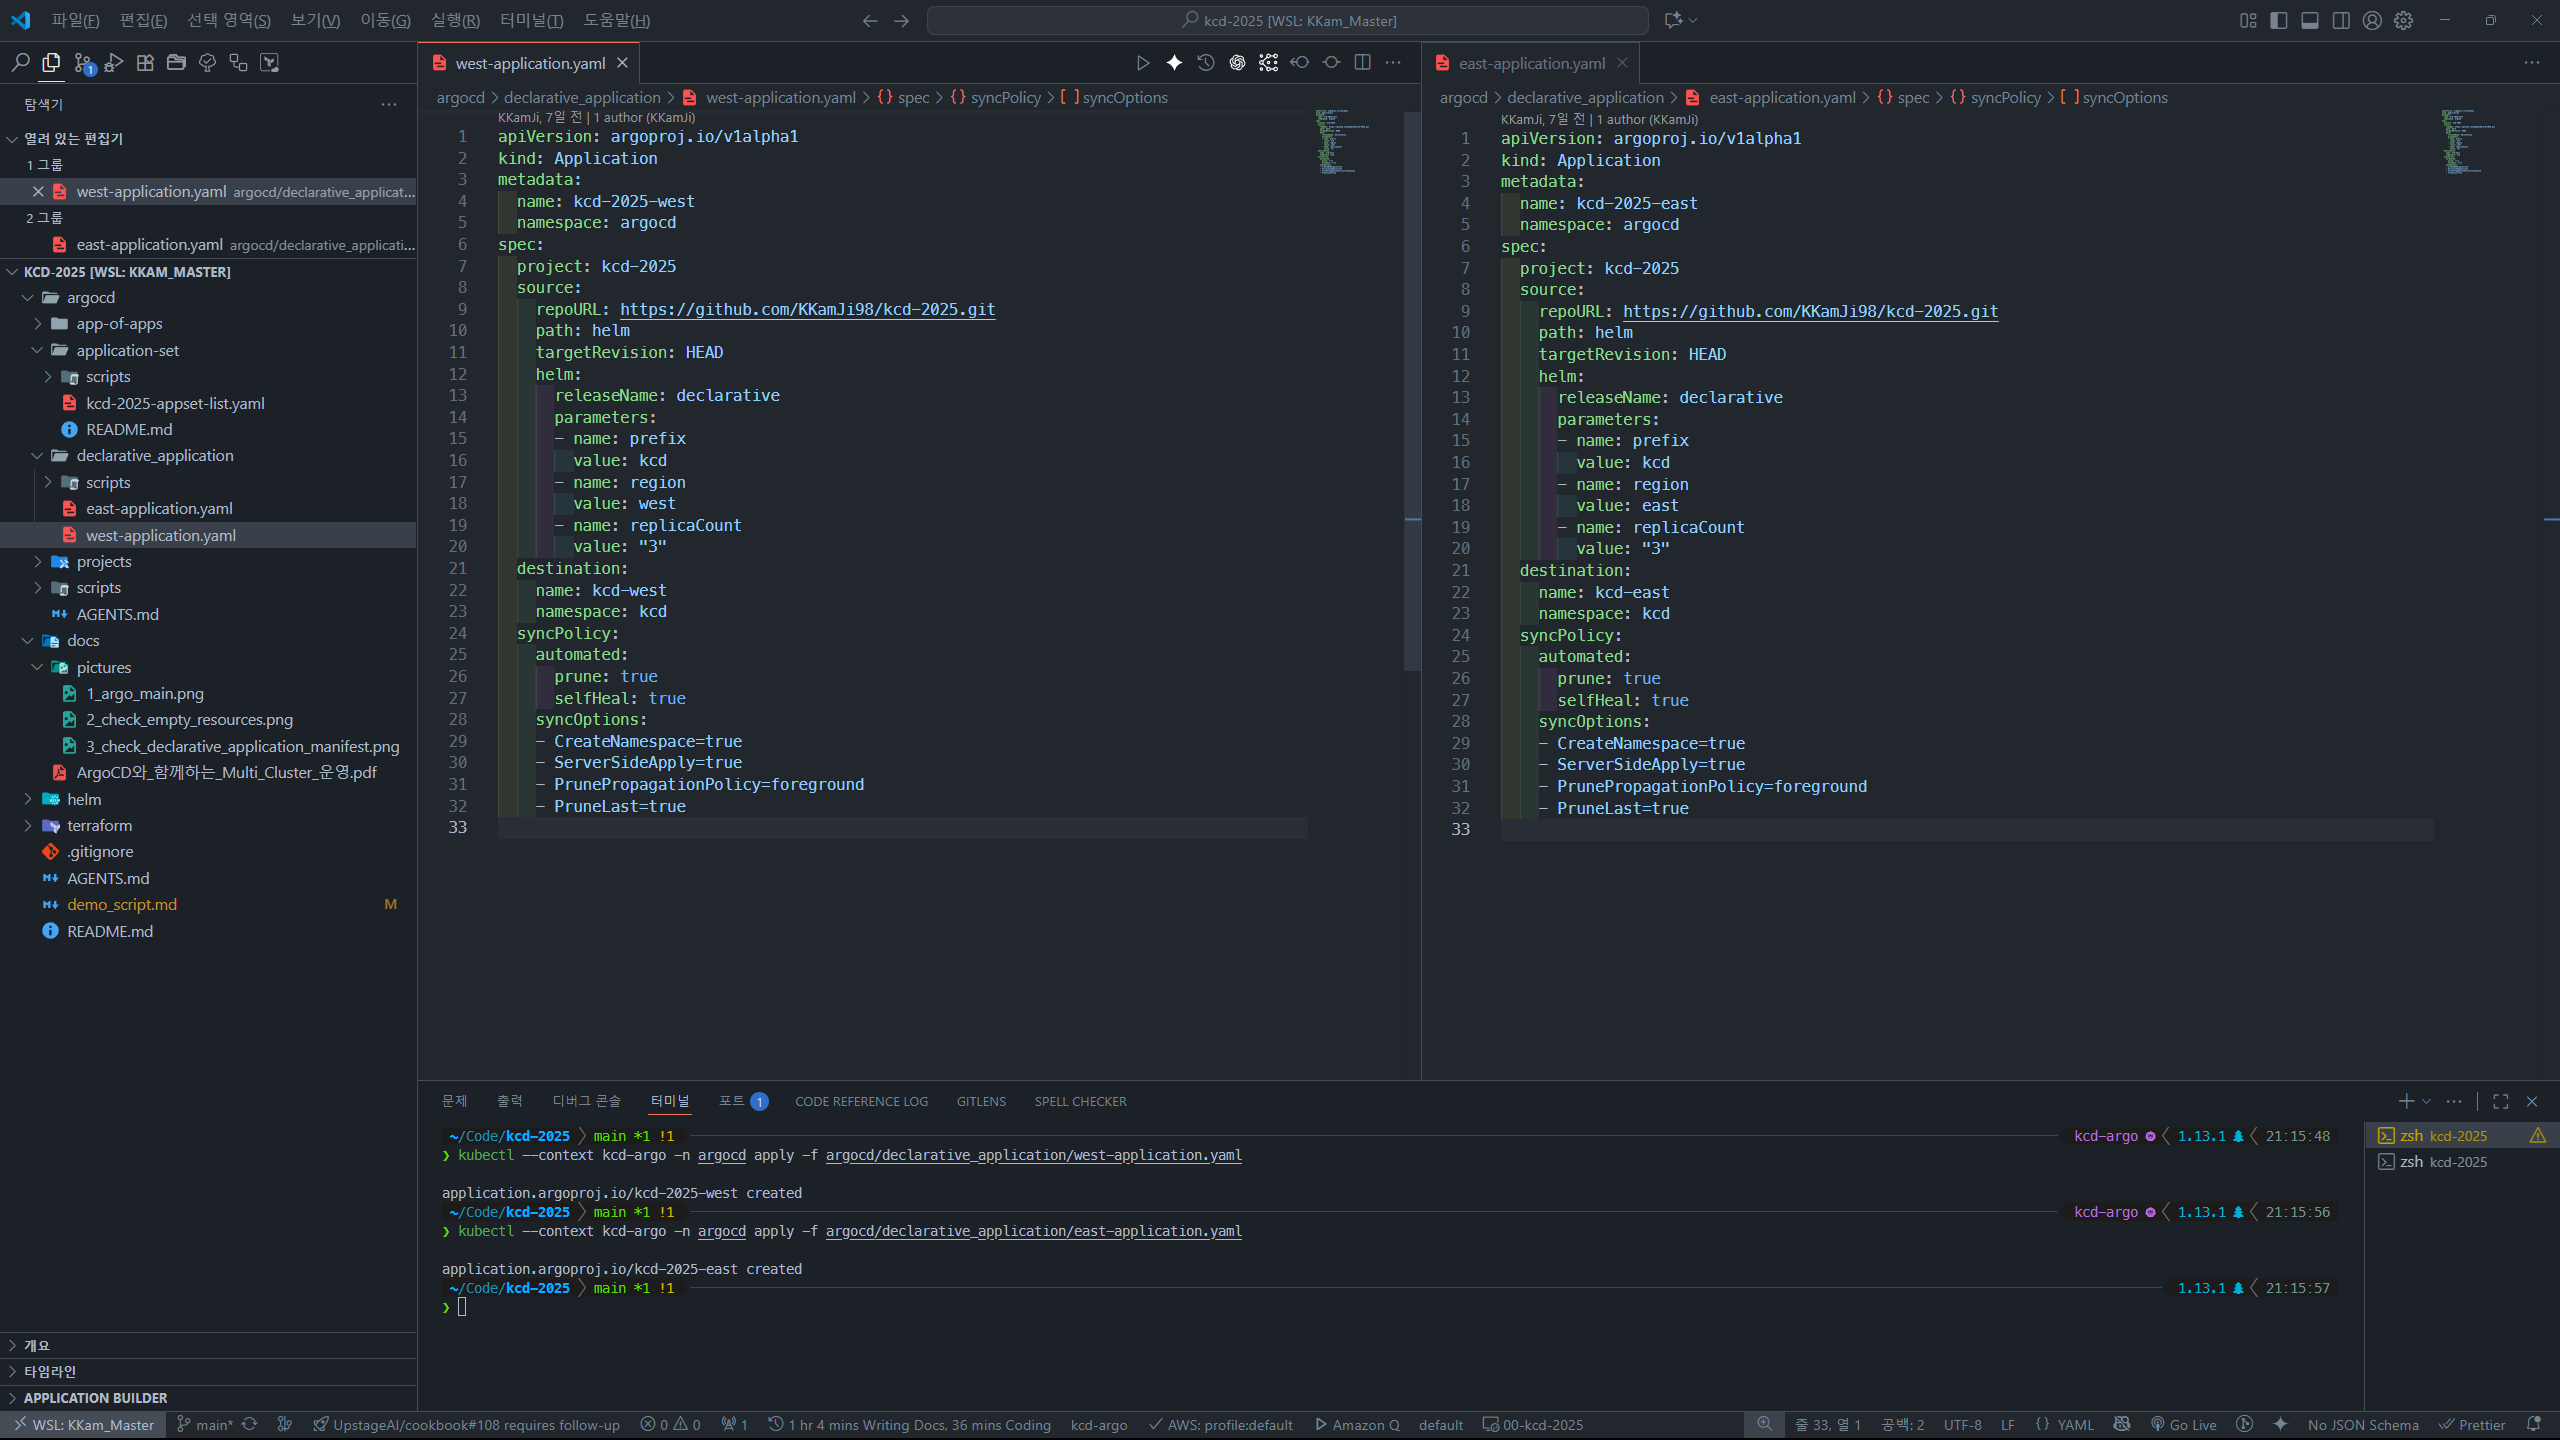 파일(F) 편집(E) 선택 영역(S) 보기(V) 이동(G) 실행(R) 터미널(T) 도움말(H)
kcd-2025 [WSL: KKam_Master]
1
탐색기
열려 있는 편집기
1 그룹
west-application.yaml argocd/declarative_applicat...
2 그룹
east-application.yaml argocd/declarative_applicati...
KCD-2025 [WSL: KKAM_MASTER]
argocd
app-of-apps
application-set
scripts
kcd-2025-appset-list.yaml
README.md
declarative_application
scripts
east-application.yaml
west-application.yaml
projects
scripts
AGENTS.md
docs
pictures
1_argo_main.png
2_check_empty_resources.png
3_check_declarative_application_manifest.png
ArgoCD와_함께하는_Multi_Cluster_운영.pdf
helm
terraform
.gitignore
AGENTS.md
demo_script.md M
README.md
개요
타임라인
APPLICATION BUILDER
west-application.yaml
argocd > declarative_application > west-application.yaml > {} spec > {} syncPolicy > [ ] syncOptions
KKamJi, 7일 전 | 1 author (KKamJi)
1 apiVersion: argoproj.io/v1alpha1
2 kind: Application
3 metadata:
4 name: kcd-2025-west
5 namespace: argocd
6 spec:
7 project: kcd-2025
8 source:
9 repoURL: https://github.com/KKamJi98/kcd-2025.git
10 path: helm
11 targetRevision: HEAD
12 helm:
13 releaseName: declarative
14 parameters:
15 - name: prefix
16 value: kcd
17 - name: region
18 value: west
19 - name: replicaCount
20 value: "3"
21 destination:
22 name: kcd-west
23 namespace: kcd
24 syncPolicy:
25 automated:
26 prune: true
27 selfHeal: true
28 syncOptions:
29 - CreateNamespace=true
30 - ServerSideApply=true
31 - PrunePropagationPolicy=foreground
32 - PruneLast=true
33
east-application.yaml
argocd > declarative_application > east-application.yaml > {} spec > {} syncPolicy > [ ] syncOptions
KKamJi, 7일 전 | 1 author (KKamJi)
1 apiVersion: argoproj.io/v1alpha1
2 kind: Application
3 metadata:
4 name: kcd-2025-east
5 namespace: argocd
6 spec:
7 project: kcd-2025
8 source:
9 repoURL: https://github.com/KKamJi98/kcd-2025.git
10 path: helm
11 targetRevision: HEAD
12 helm:
13 releaseName: declarative
14 parameters:
15 - name: prefix
16 value: kcd
17 - name: region
18 value: east
19 - name: replicaCount
20 value: "3"
21 destination:
22 name: kcd-east
23 namespace: kcd
24 syncPolicy:
25 automated:
26 prune: true
27 selfHeal: true
28 syncOptions:
29 - CreateNamespace=true
30 - ServerSideApply=true
31 - PrunePropagationPolicy=foreground
32 - PruneLast=true
33
문제 출력 디버그 콘솔 터미널 포트 1 CODE REFERENCE LOG GITLENS SPELL CHECKER
~/Code/kcd-2025 main *1 !1 kcd-argo 1.13.1 21:15:48
❯ kubectl --context kcd-argo -n argocd apply -f argocd/declarative_application/west-application.yaml
application.argoproj.io/kcd-2025-west created
~/Code/kcd-2025 main *1 !1 kcd-argo 1.13.1 21:15:56
❯ kubectl --context kcd-argo -n argocd apply -f argocd/declarative_application/east-application.yaml
application.argoproj.io/kcd-2025-east created
~/Code/kcd-2025 main *1 !1 1.13.1 21:15:57
❯
zsh kcd-2025
zsh kcd-2025
WSL: KKam_Master main* UpstageAI/cookbook#108 requires follow-up 0 0 1 1 hr 4 mins Writing Docs, 36 mins Coding kcd-argo AWS: profile:default Amazon Q default 00-kcd-2025 줄 33, 열 1 공백: 2 UTF-8 LF {} YAML Go Live No JSON Schema Prettier